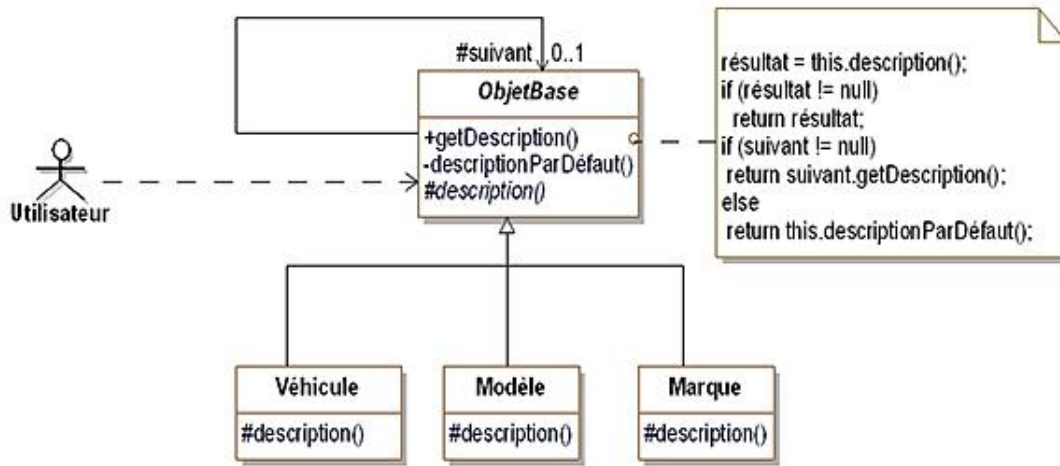 #suivant 0..1
ObjetBase
+getDescription()
-descriptionParDéfaut()
#description()
résultat = this.description();
if (résultat != null)
return résultat;
if (suivant != null)
return suivant.getDescription();
else
return this.descriptionParDéfaut();
Utilisateur
Véhicule
#description()
Modèle
#description()
Marque
#description()